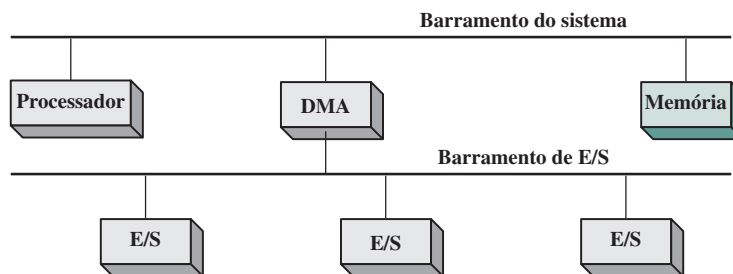 Barramento do sistema
Processador
DMA
Memória
Barramento de E/S
E/S
E/S
E/S